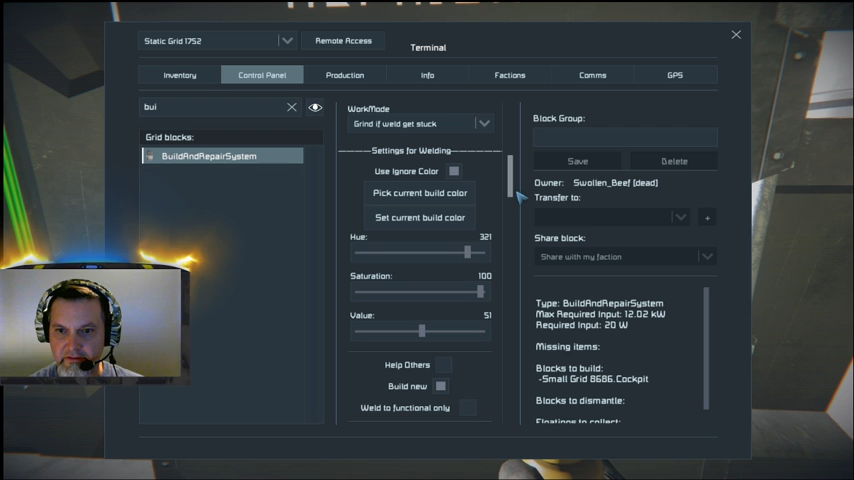 Static Grid 1752
Remote Access
Terminal
Inventory
Control Panel
Production
Info
Factions
Comms
GPS
bui
Grid blocks:
BuildAndRepairSystem
WorkMode
Grind if weld get stuck
Settings for Welding
Use Ignore Color
Pick current build color
Set current build color
Hue: 321
Saturation: 100
Value: 51
Help Others
Build new
Weld to functional only
Block Group:
Save Delete
Owner: Swollen_Beef [dead]
Transfer to:
+
Share block:
Share with my faction
Type: BuildAndRepairSystem
Max Required Input: 12.02 kW
Required Input: 20 W
Missing items:
Blocks to build:
-Small Grid 8686.Cockpit
Blocks to dismantle:
Floatings to collect: